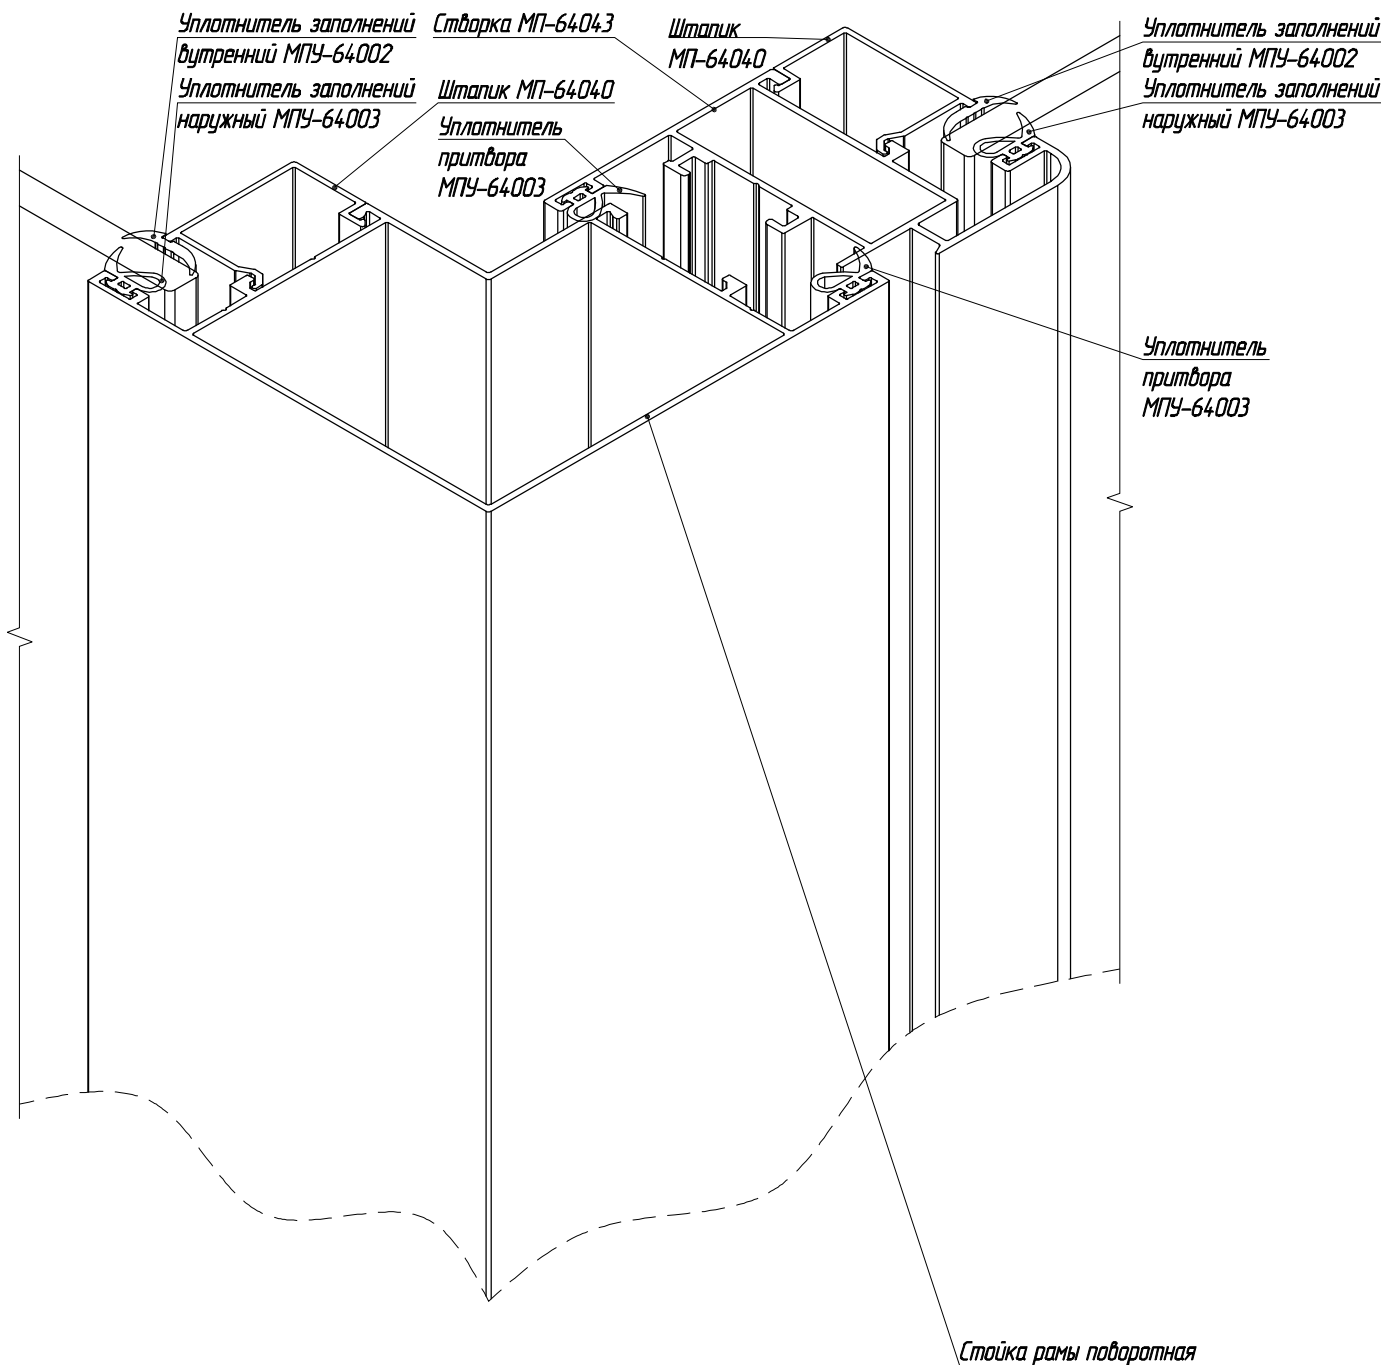 Уплотнитель заполнений
вутренний МПУ-64002
Уплотнитель заполнений
наружный МПУ-64003
Створка МП-64043
Штапик МП-64040
Уплотнитель
притвора
МПУ-64003
Штапик
МП-64040
Уплотнитель заполнений
вутренний МПУ-64002
Уплотнитель заполнений
наружный МПУ-64003
Уплотнитель
притвора
МПУ-64003
Стойка рамы поворотная